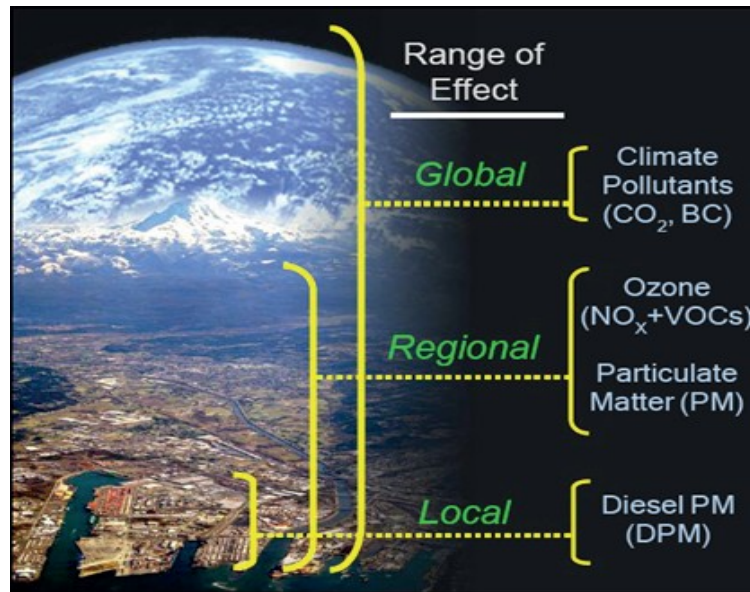 Range of
Effect
Global
Climate
Pollutants
(CO₂, BC)
Regional
Ozone
(NOₓ+VOCs)
Particulate
Matter (PM)
Local
Diesel PM
(DPM)